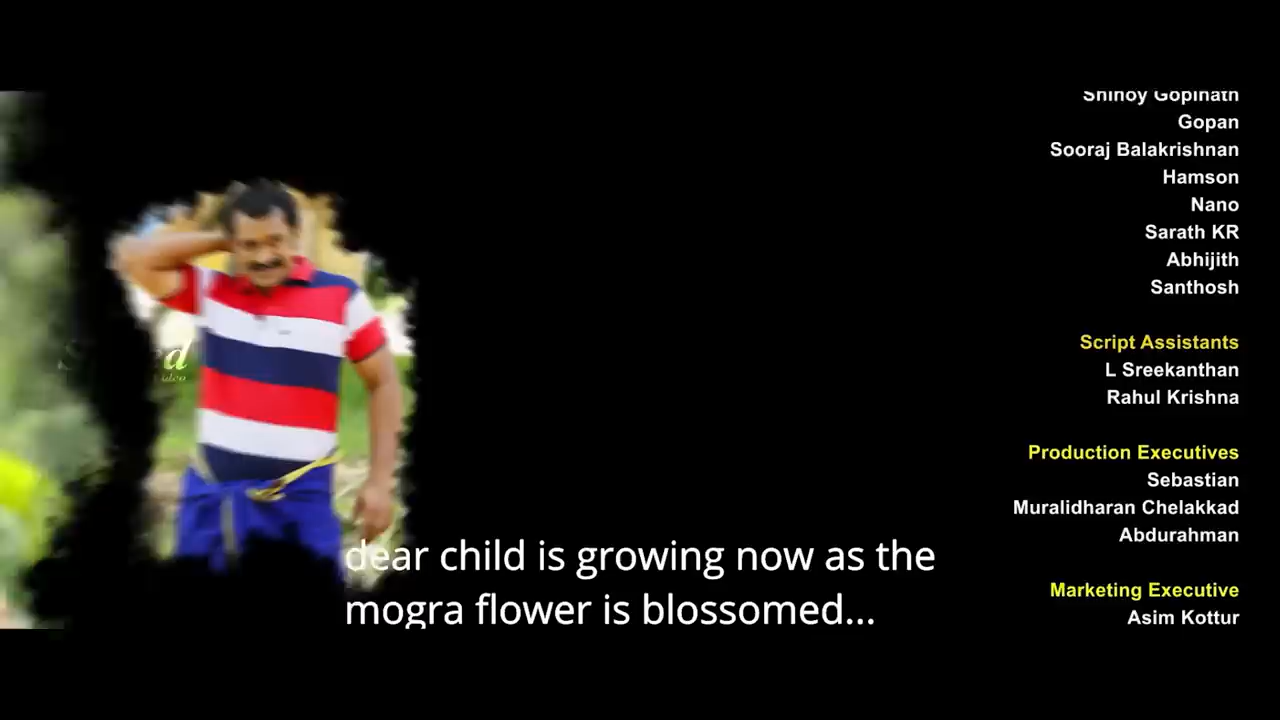 Shinoy Gopinath
Gopan
Sooraj Balakrishnan
Hamson
Nano
Sarath KR
Abhijith
Santhosh
Script Assistants
L Sreekanthan
Rahul Krishna
Production Executives
Sebastian
Muralidharan Chelakkad
Abdurahman
Marketing Executive
Asim Kottur
dear child is growing now as the
mogra flower is blossomed...